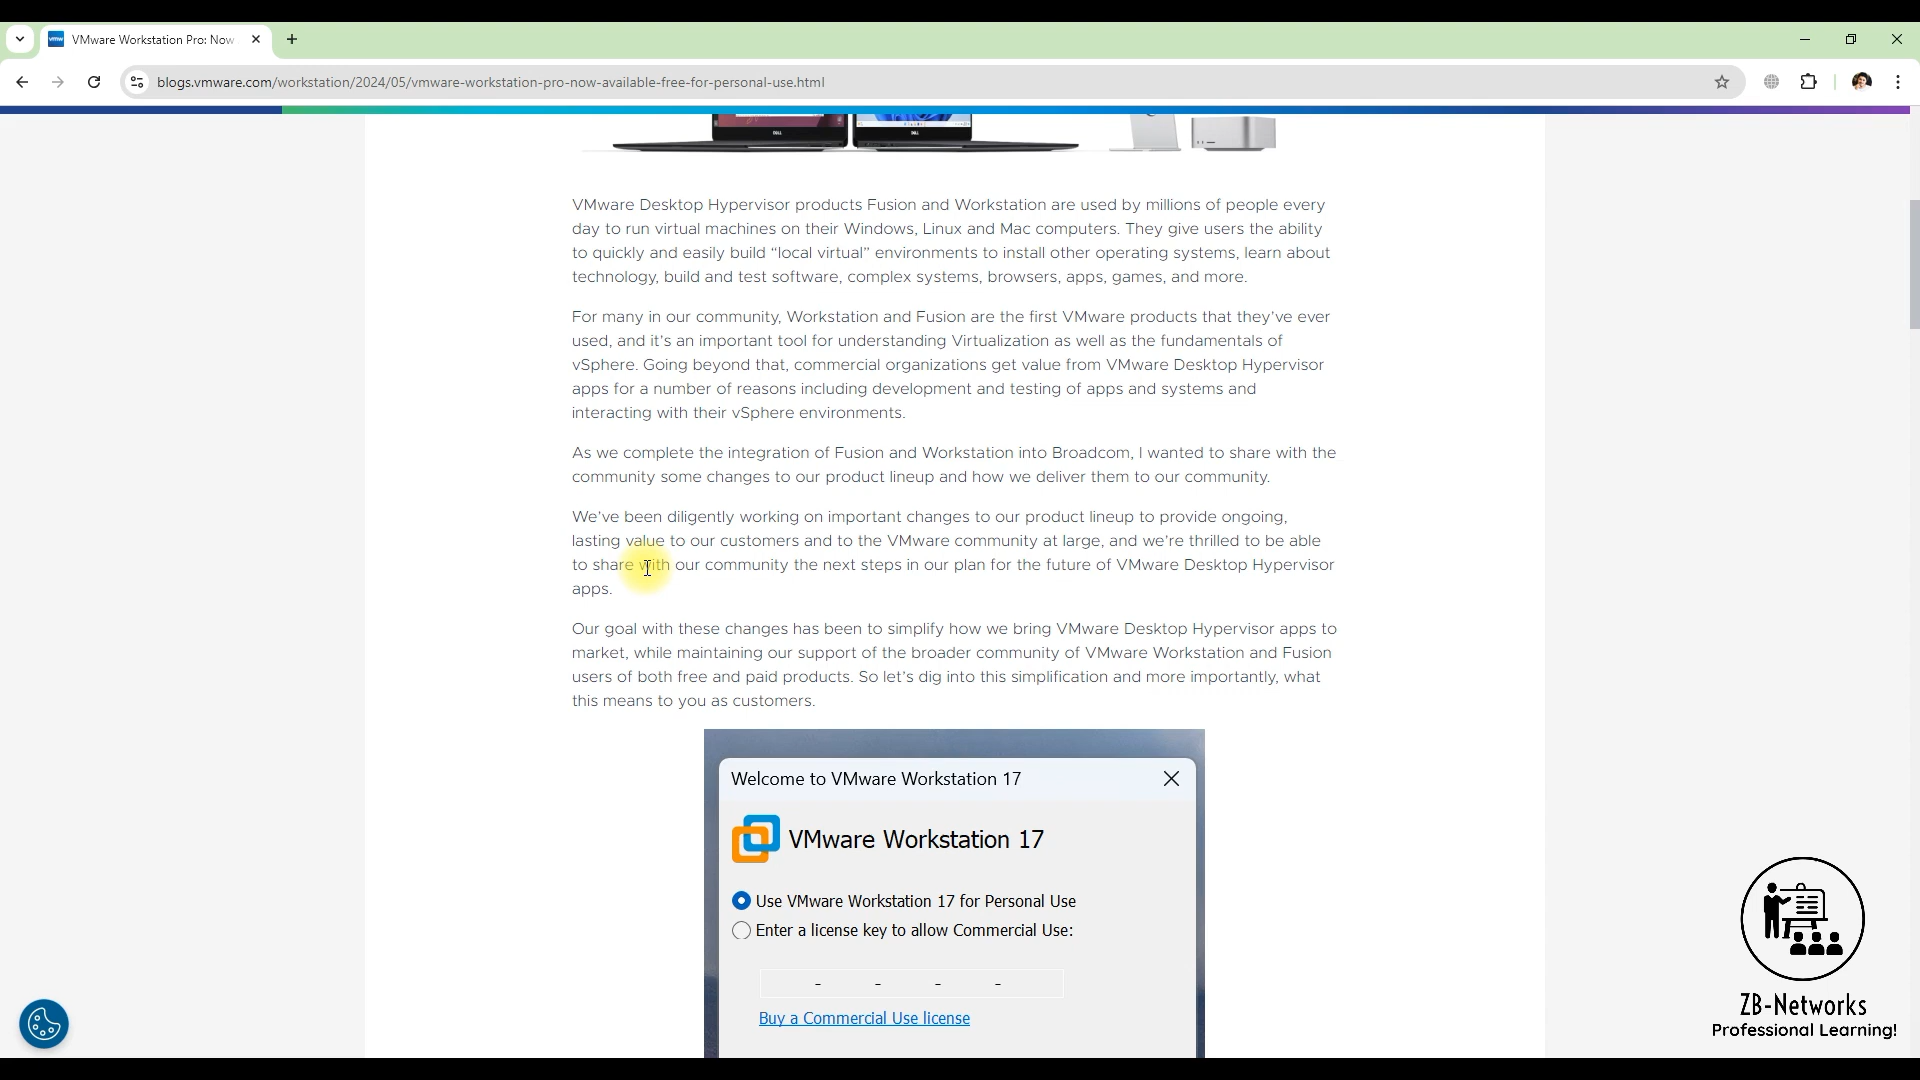 VMware Workstation Pro: Now
blogs.vmware.com/workstation/2024/05/vmware-workstation-pro-now-available-free-for-personal-use.html
VMware Desktop Hypervisor products Fusion and Workstation are used by millions of people every
day to run virtual machines on their Windows, Linux and Mac computers. They give users the ability
to quickly and easily build “local virtual” environments to install other operating systems, learn about
technology, build and test software, complex systems, browsers, apps, games, and more.
For many in our community, Workstation and Fusion are the first VMware products that they’ve ever
used, and it’s an important tool for understanding Virtualization as well as the fundamentals of
vSphere. Going beyond that, commercial organizations get value from VMware Desktop Hypervisor
apps for a number of reasons including development and testing of apps and systems and
interacting with their vSphere environments.
As we complete the integration of Fusion and Workstation into Broadcom, I wanted to share with the
community some changes to our product lineup and how we deliver them to our community.
We’ve been diligently working on important changes to our product lineup to provide ongoing,
lasting value to our customers and to the VMware community at large, and we’re thrilled to be able
to share with our community the next steps in our plan for the future of VMware Desktop Hypervisor
apps.
Our goal with these changes has been to simplify how we bring VMware Desktop Hypervisor apps to
market, while maintaining our support of the broader community of VMware Workstation and Fusion
users of both free and paid products. So let’s dig into this simplification and more importantly, what
this means to you as customers.
Welcome to VMware Workstation 17
VMware Workstation 17
Use VMware Workstation 17 for Personal Use
Enter a license key to allow Commercial Use:
- - - -
Buy a Commercial Use license
ZB-Networks
Professional Learning!